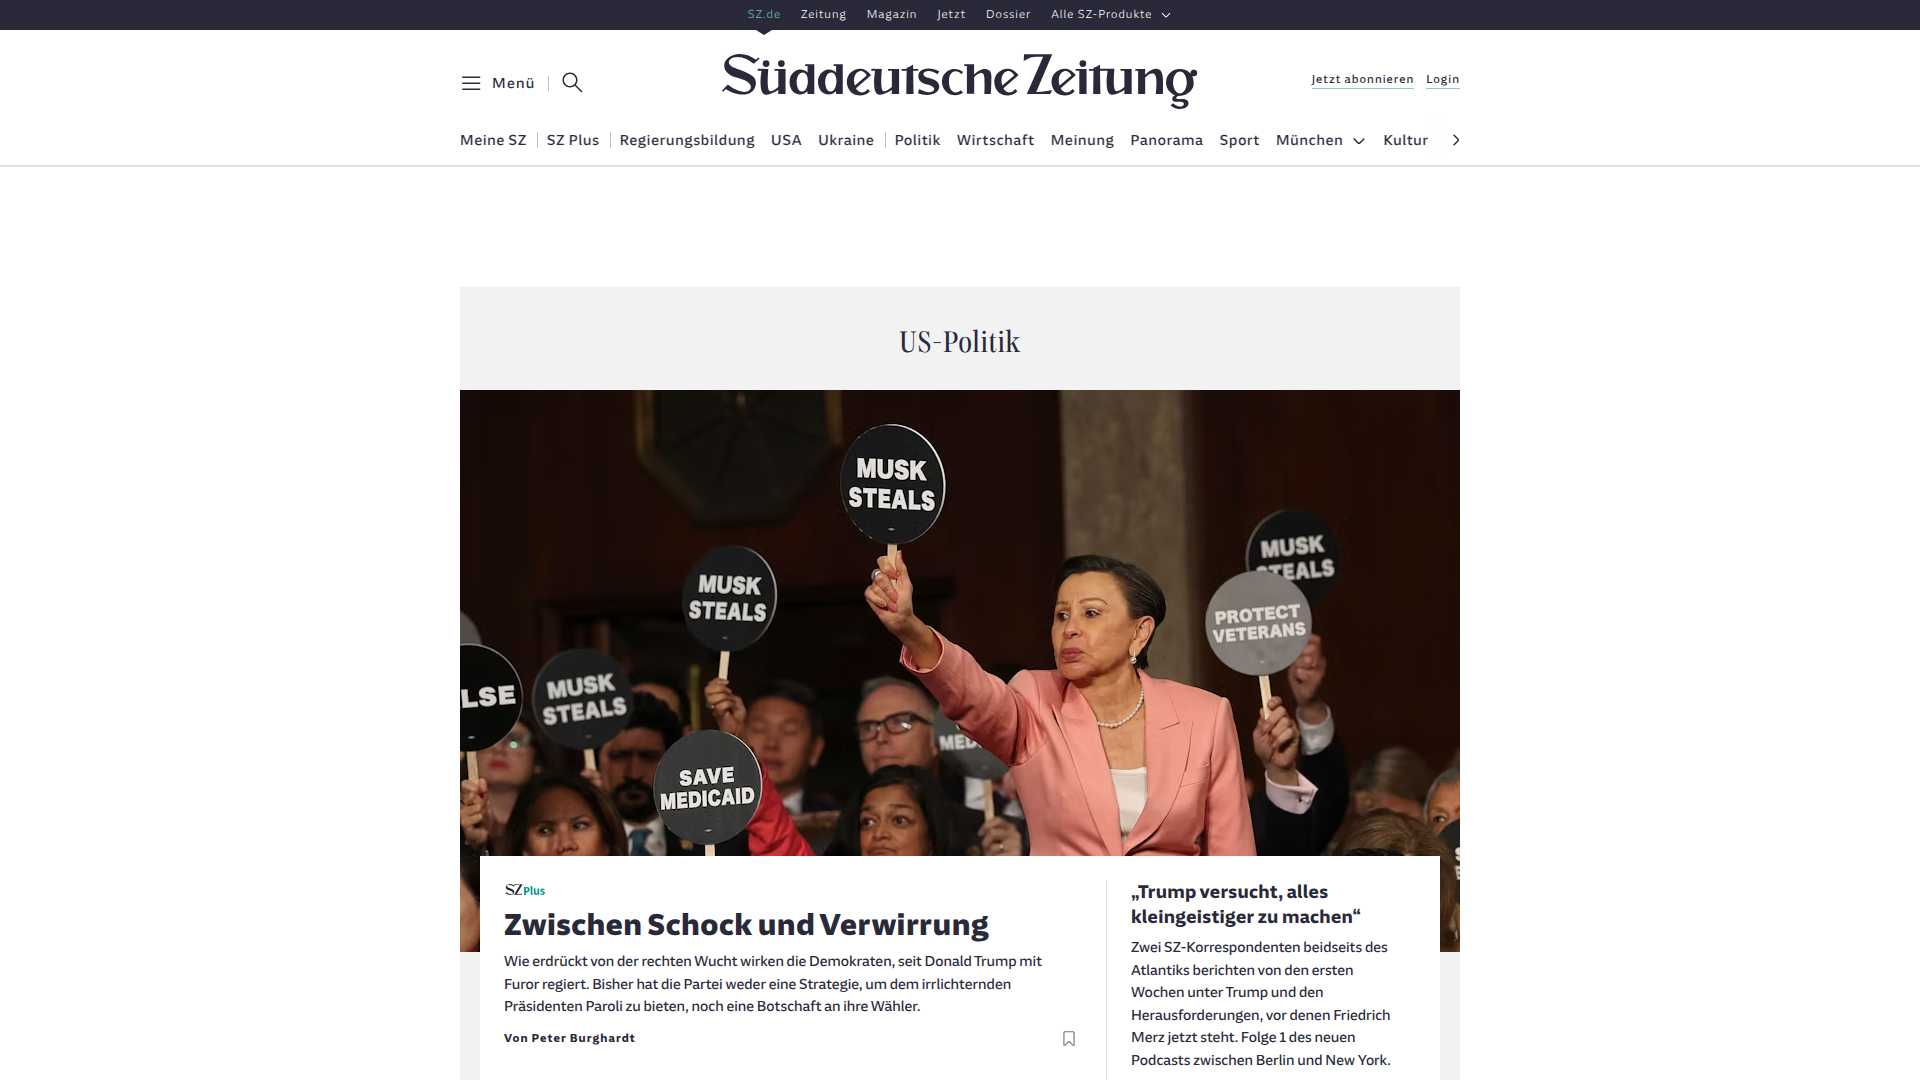 SZ.de Zeitung Magazin Jetzt Dossier Alle SZ-Produkte
Menü
Süddeutsche Zeitung
Jetzt abonnieren Login
Meine SZ SZ Plus Regierungsbildung USA Ukraine Politik Wirtschaft Meinung Panorama Sport München Kultur
US-Politik
MUSK
STEALS
MUSK
STEALS
MUSK
STEALS
PROTECT
VETERANS
LSE
MUSK
STEALS
MED
SAVE
MEDICAID
SZ Plus
Zwischen Schock und Verwirrung
Wie erdrückt von der rechten Wucht wirken die Demokraten, seit Donald Trump mit
Furor regiert. Bisher hat die Partei weder eine Strategie, um dem irrlichternden
Präsidenten Paroli zu bieten, noch eine Botschaft an ihre Wähler.
Von Peter Burghardt
„Trump versucht, alles
kleingeistiger zu machen“
Zwei SZ-Korrespondenten beidseits des
Atlantiks berichten von den ersten
Wochen unter Trump und den
Herausforderungen, vor denen Friedrich
Merz jetzt steht. Folge 1 des neuen
Podcasts zwischen Berlin und New York.